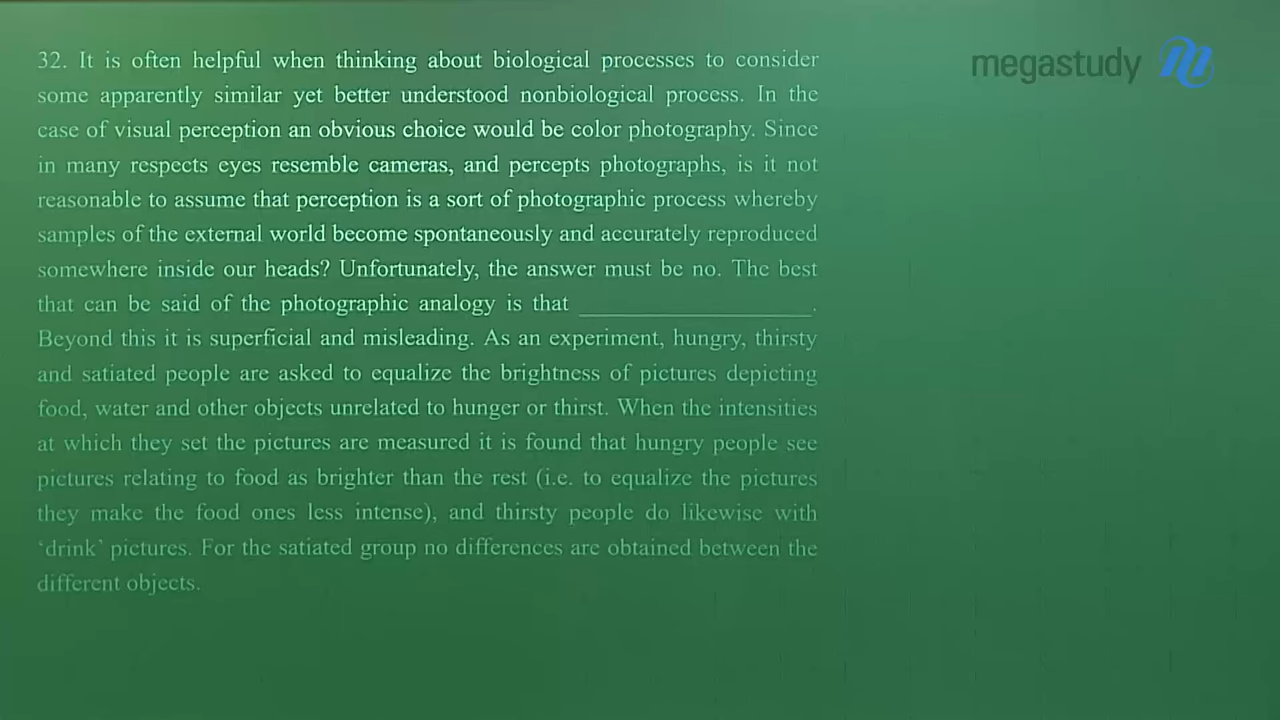 32. It is often helpful when thinking about biological processes to consider
some apparently similar yet better understood nonbiological process. In the
case of visual perception an obvious choice would be color photography. Since
in many respects eyes resemble cameras, and percepts photographs, is it not
reasonable to assume that perception is a sort of photographic process whereby
samples of the external world become spontaneously and accurately reproduced
somewhere inside our heads? Unfortunately, the answer must be no. The best
that can be said of the photographic analogy is that ____________________.
Beyond this it is superficial and misleading. As an experiment, hungry, thirsty
and satiated people are asked to equalize the brightness of pictures depicting
food, water and other objects unrelated to hunger or thirst. When the intensities
at which they set the pictures are measured it is found that hungry people see
pictures relating to food as brighter than the rest (i.e. to equalize the pictures
they make the food ones less intense), and thirsty people do likewise with
‘drink’ pictures. For the satiated group no differences are obtained between the
different objects.
megastudy